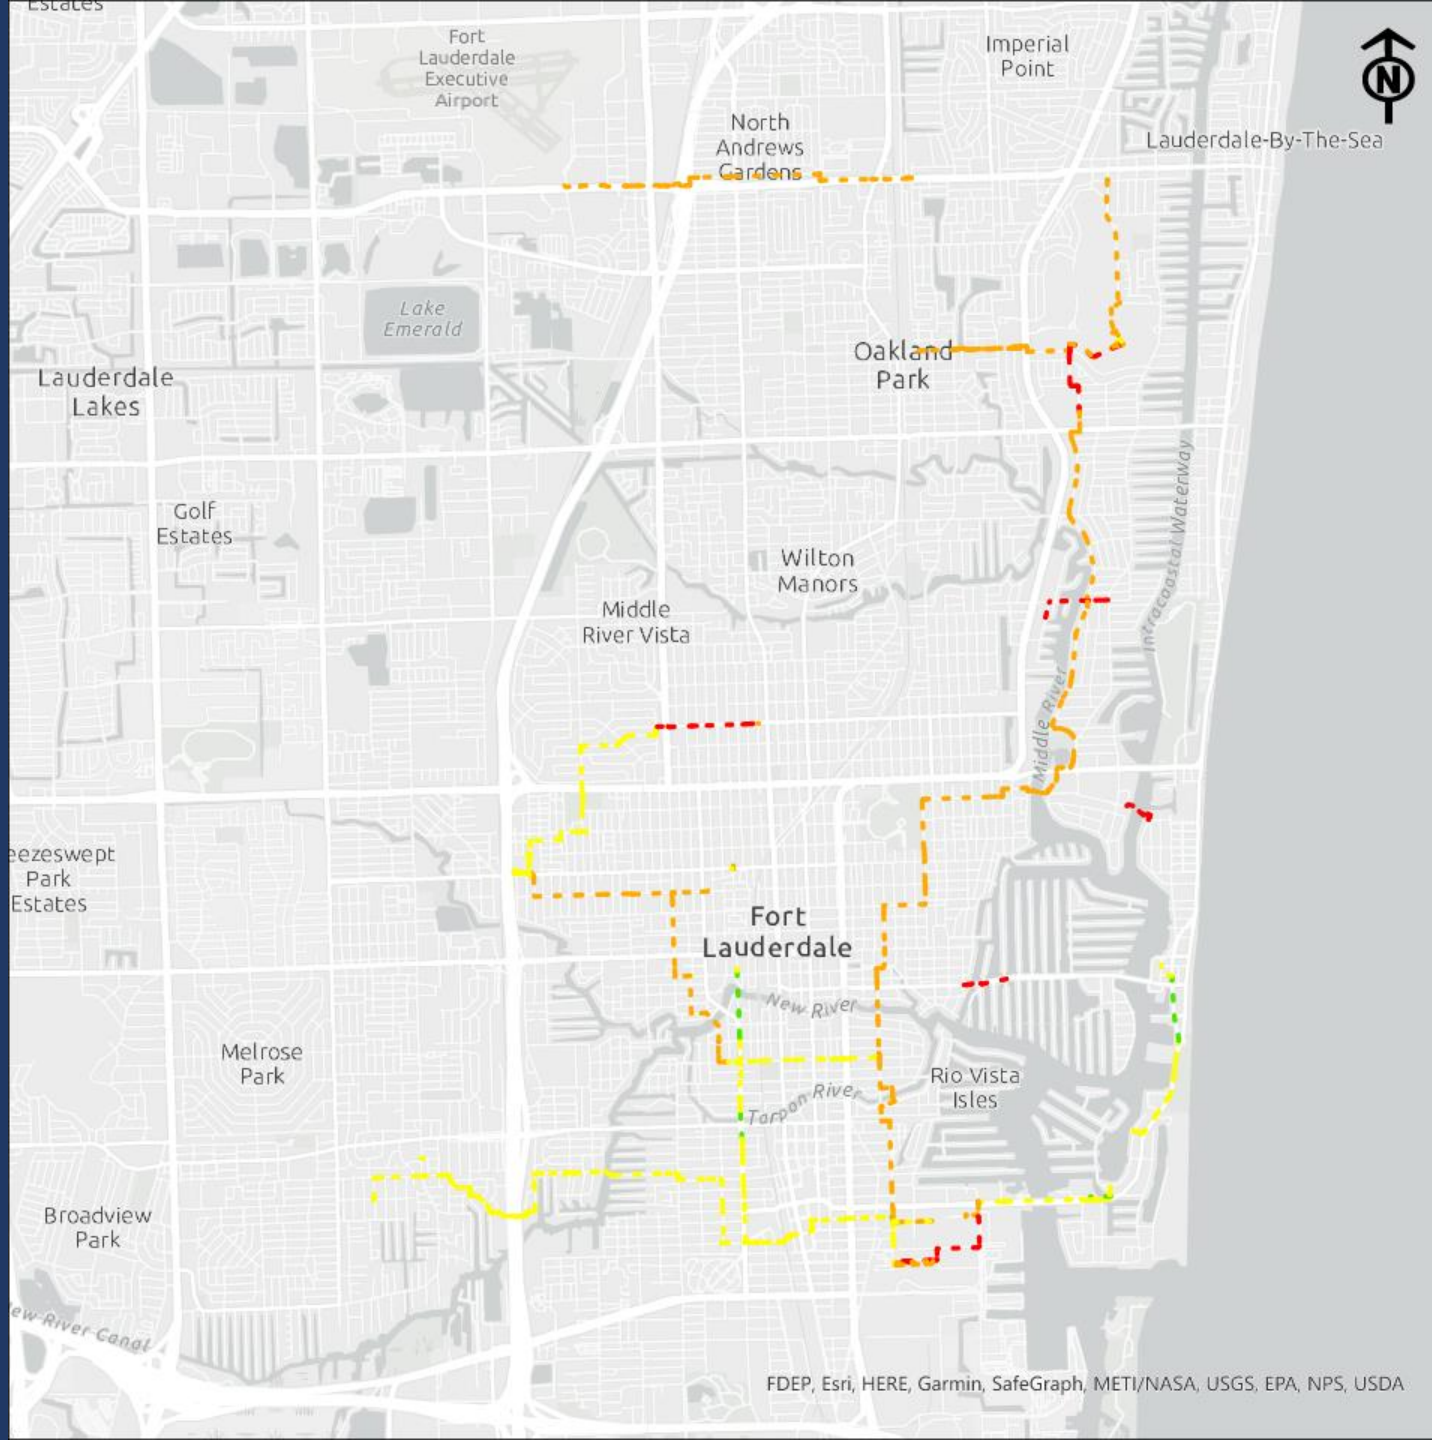 Estates
Fort
Lauderdale
Executive
Airport
Imperial
Point
N
North
Andrews
Gardens
Lauderdale-By-The-Sea
Lake
Emerald
Oakland
Park
Lauderdale
Lakes
Golf
Estates
Intracoastal Waterway
Wilton
Manors
Middle
River Vista
Middle River
eezeswept
Park
Estates
Fort
Lauderdale
New River
Melrose
Park
Rio Vista
Isles
Tarpon River
Broadview
Park
ew River Canal
FDEP, Esri, HERE, Garmin, SafeGraph, METI/NASA, USGS, EPA, NPS, USDA